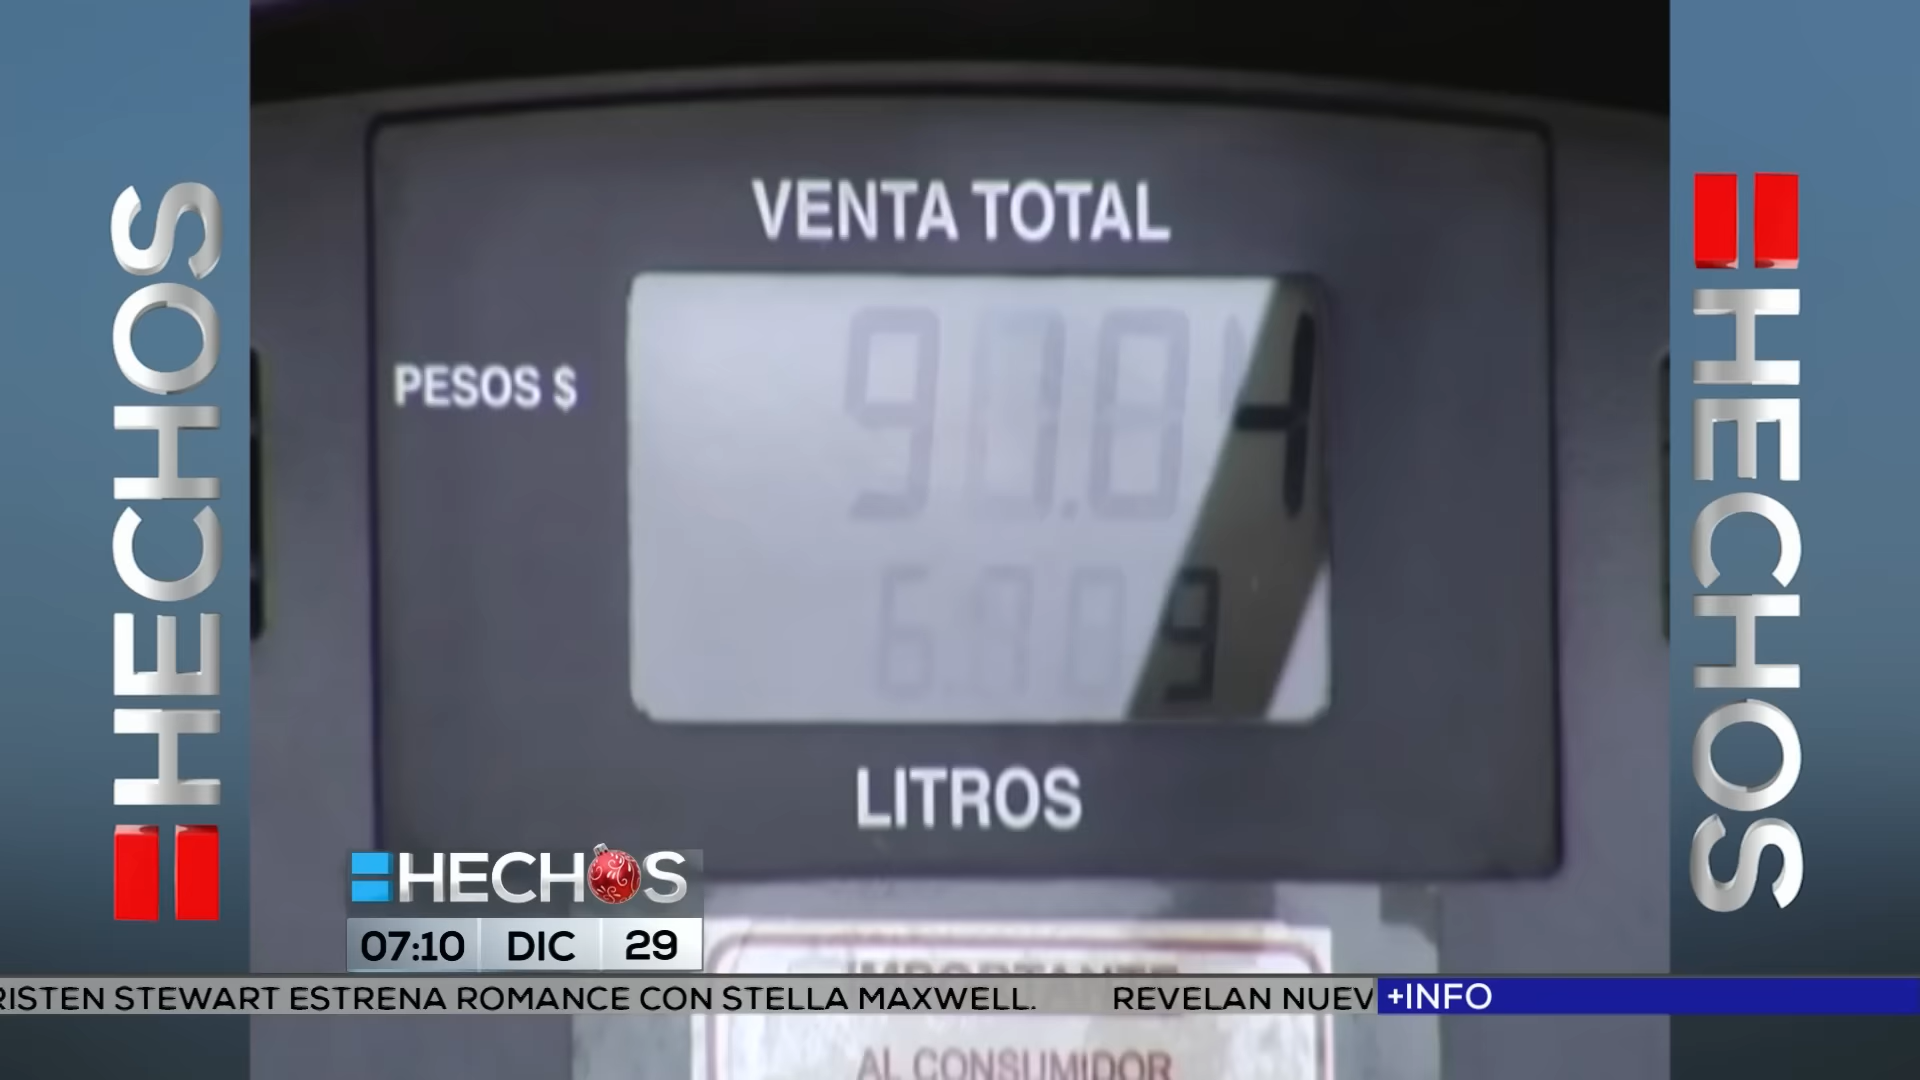 HECHOS
VENTA TOTAL
PESOS $
LITROS
HECHOS
07:10 DIC 29
RISTEN STEWART ESTRENA ROMANCE CON STELLA MAXWELL. REVELAN NUEV
+INFO
IMPORTANTE
AL CONSUMIDOR
HECHOS